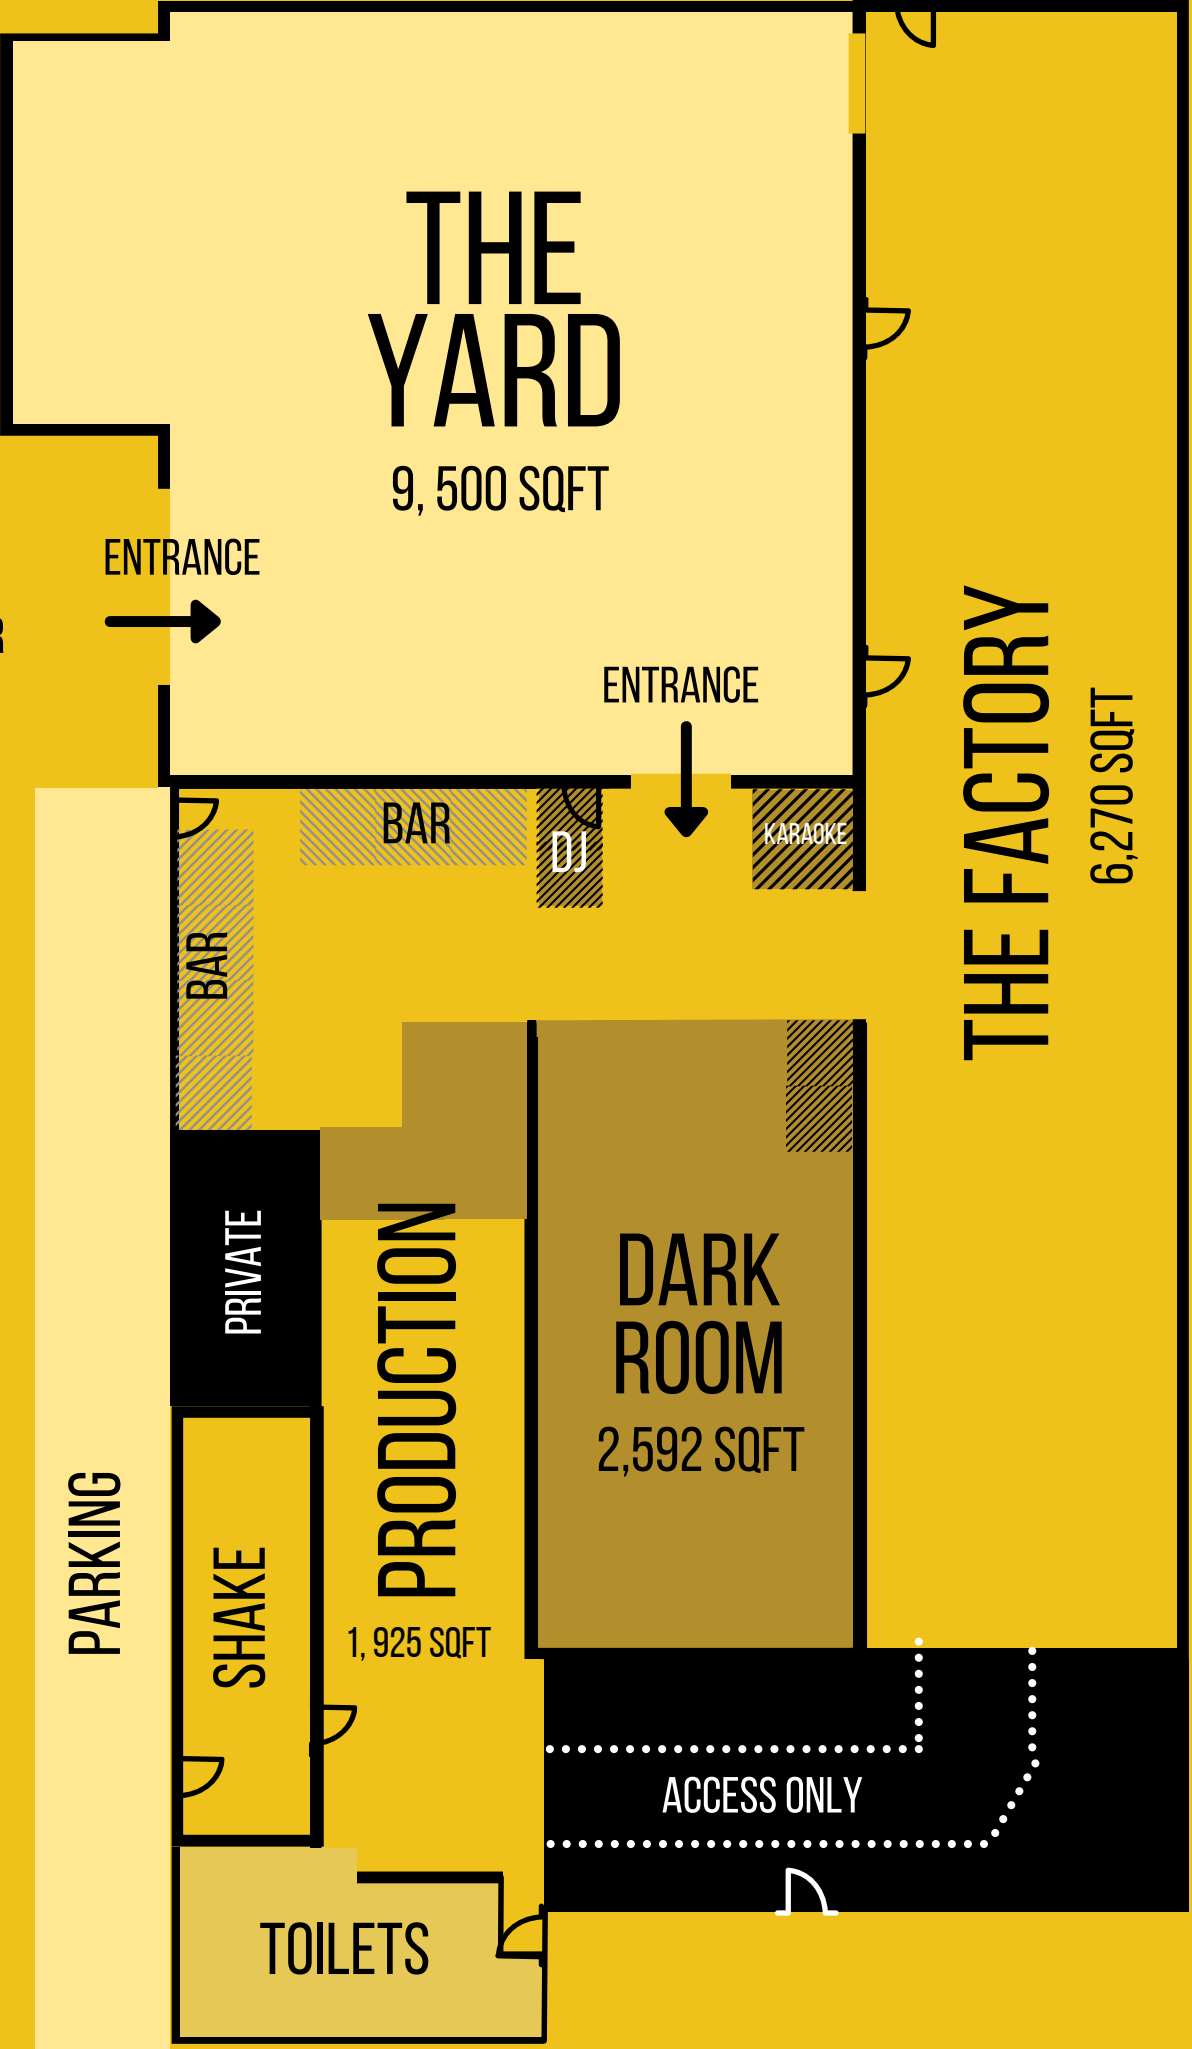 THE
YARD
9, 500 SQFT
ENTRANCE
ENTRANCE
BAR
DJ
KARAOKE
BAR
THE FACTORY
6,270 SQFT
PRIVATE
PRODUCTION
1, 925 SQFT
DARK
ROOM
2,592 SQFT
PARKING
SHAKE
ACCESS ONLY
TOILETS